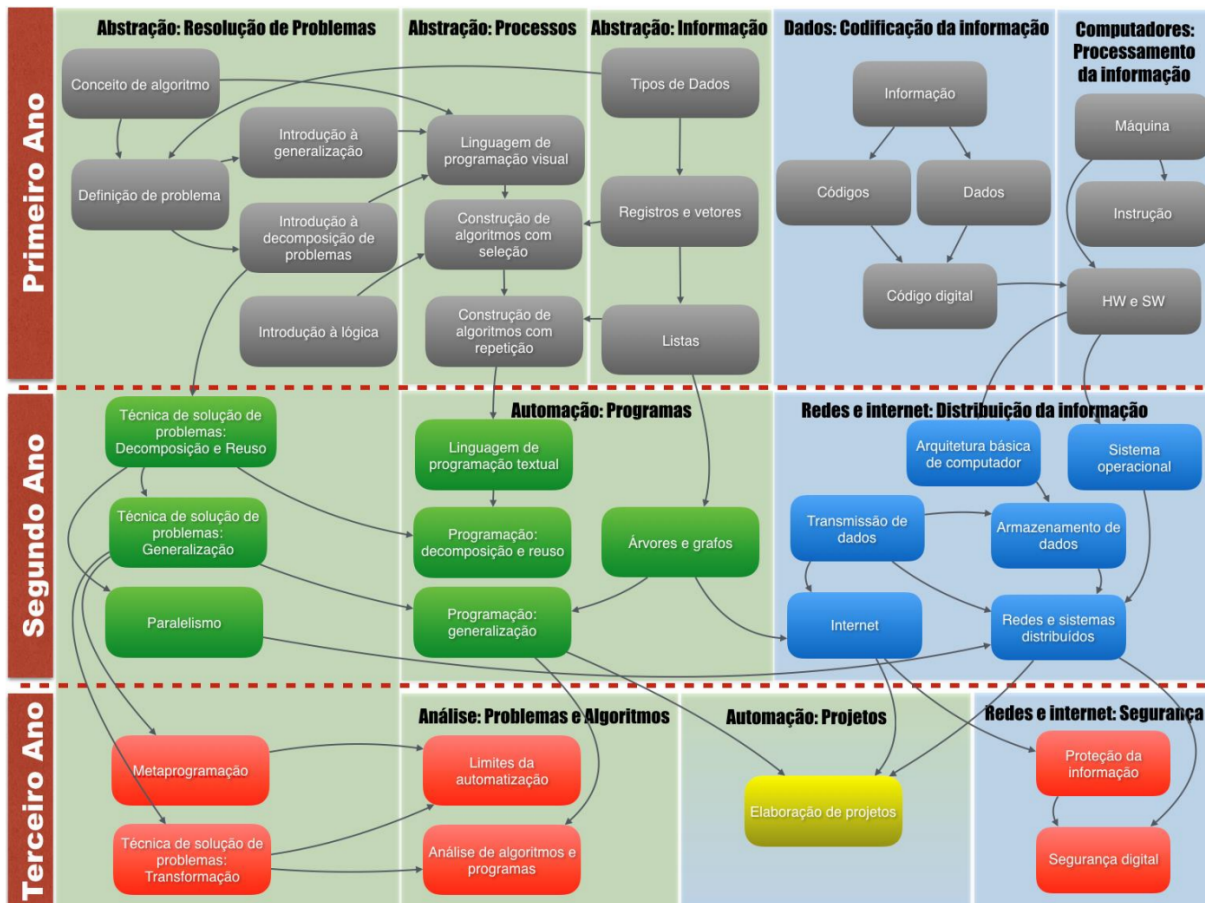 Primeiro Ano
Abstração: Resolução de Problemas
Conceito de algoritmo
Introdução à
generalização
Definição de problema
Introdução à
decomposição de
problemas
Introdução à lógica
Abstração: Processos
Linguagem de
programação visual
Construção de
algoritmos com
seleção
Construção de
algoritmos com
repetição
Abstração: Informação
Tipos de Dados
Registros e vetores
Listas
Dados: Codificação da informação
Informação
Códigos
Dados
Código digital
Computadores:
Processamento
da informação
Máquina
Instrução
HW e SW
Segundo Ano
Técnica de solução de
problemas:
Decomposição e Reuso
Técnica de solução de
problemas:
Generalização
Paralelismo
Automação: Programas
Linguagem de
programação textual
Programação:
decomposição e reuso
Árvores e grafos
Programação:
generalização
Redes e internet: Distribuição da informação
Arquitetura básica
de computador
Sistema
operacional
Transmissão de
dados
Armazenamento de
dados
Internet
Redes e sistemas
distribuídos
Terceiro Ano
Metaprogramação
Técnica de solução de
problemas:
Transformação
Análise: Problemas e Algoritmos
Limites da
automatização
Análise de algoritmos e
programas
Automação: Projetos
Elaboração de projetos
Redes e internet: Segurança
Proteção da
informação
Segurança digital